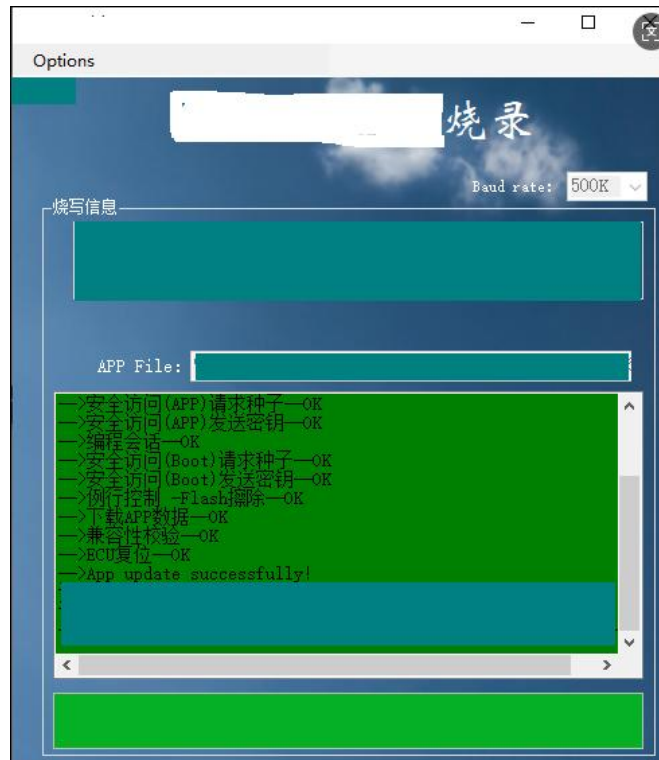 Options
烧录
Baud rate: 500K
烧写信息
APP File:
—>安全访问(APP)请求种子—OK
—>安全访问(APP)发送密钥—OK
—>编程会话—OK
—>安全访问(Boot)请求种子—OK
—>安全访问(Boot)发送密钥—OK
—>例行控制 -Flash擦除—OK
—>下载APP数据—OK
—>兼容性校验—OK
—>ECU复位—OK
—>App update successfully!